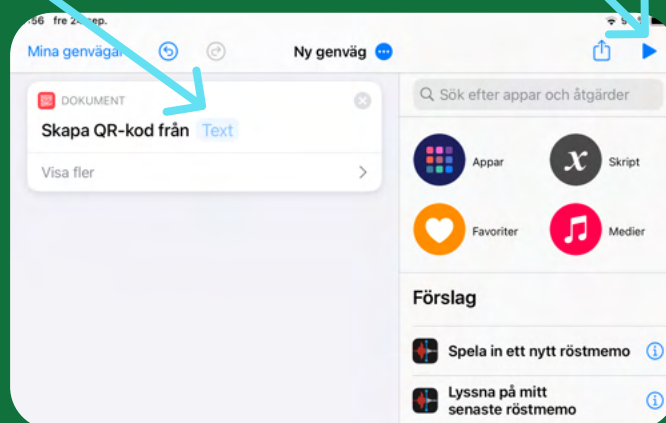 56 fre 24 sep.
Mina genvägar
Ny genväg
DOKUMENT
Skapa QR-kod från Text
Visa fler
Sök efter appar och åtgärder
Appar
Skript
Favoriter
Medier
Förslag
Spela in ett nytt röstmemo
Lyssna på mitt
senaste röstmemo